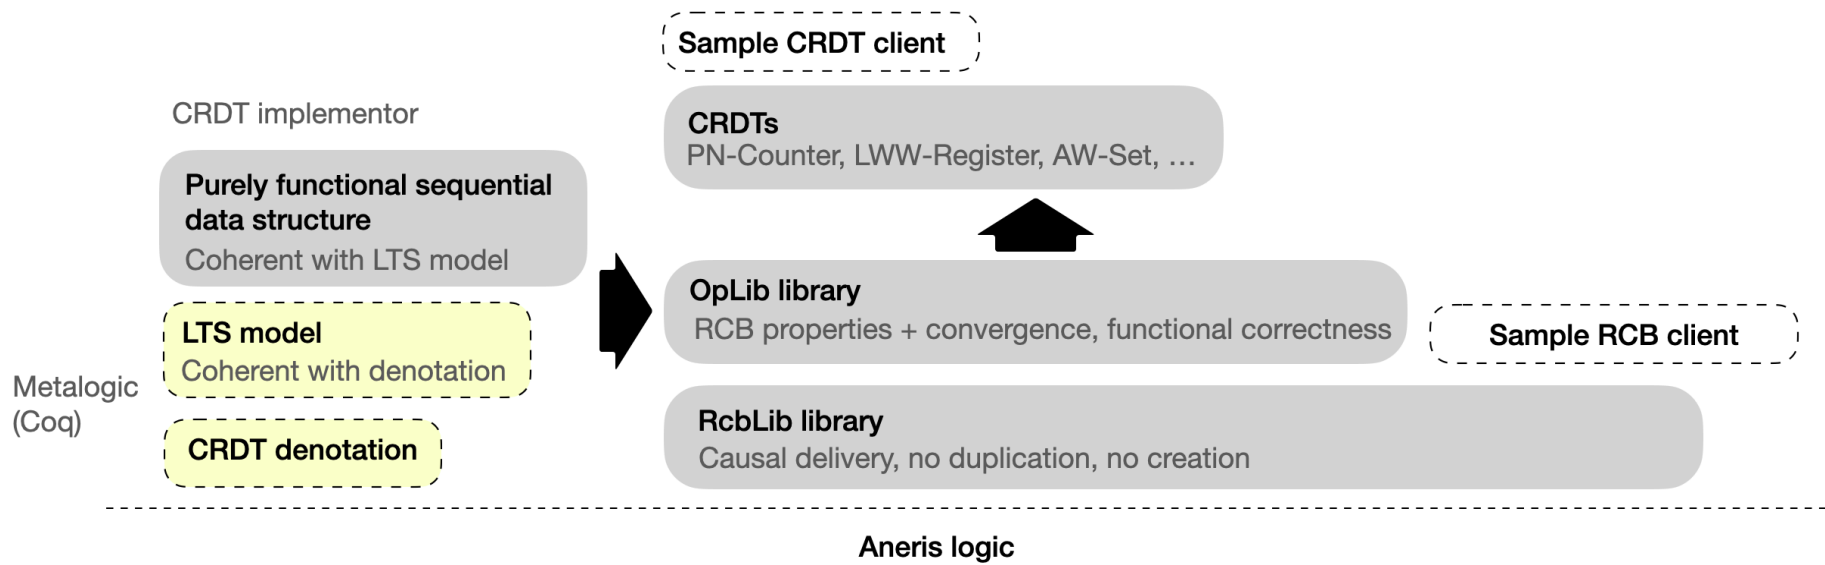 Sample CRDT client
CRDT implementor
CRDTs
PN-Counter, LWW-Register, AW-Set, …
Purely functional sequential
data structure
Coherent with LTS model
OpLib library
RCB properties + convergence, functional correctness
Sample RCB client
LTS model
Coherent with denotation
Metalogic
(Coq)
RcbLib library
Causal delivery, no duplication, no creation
CRDT denotation
Aneris logic